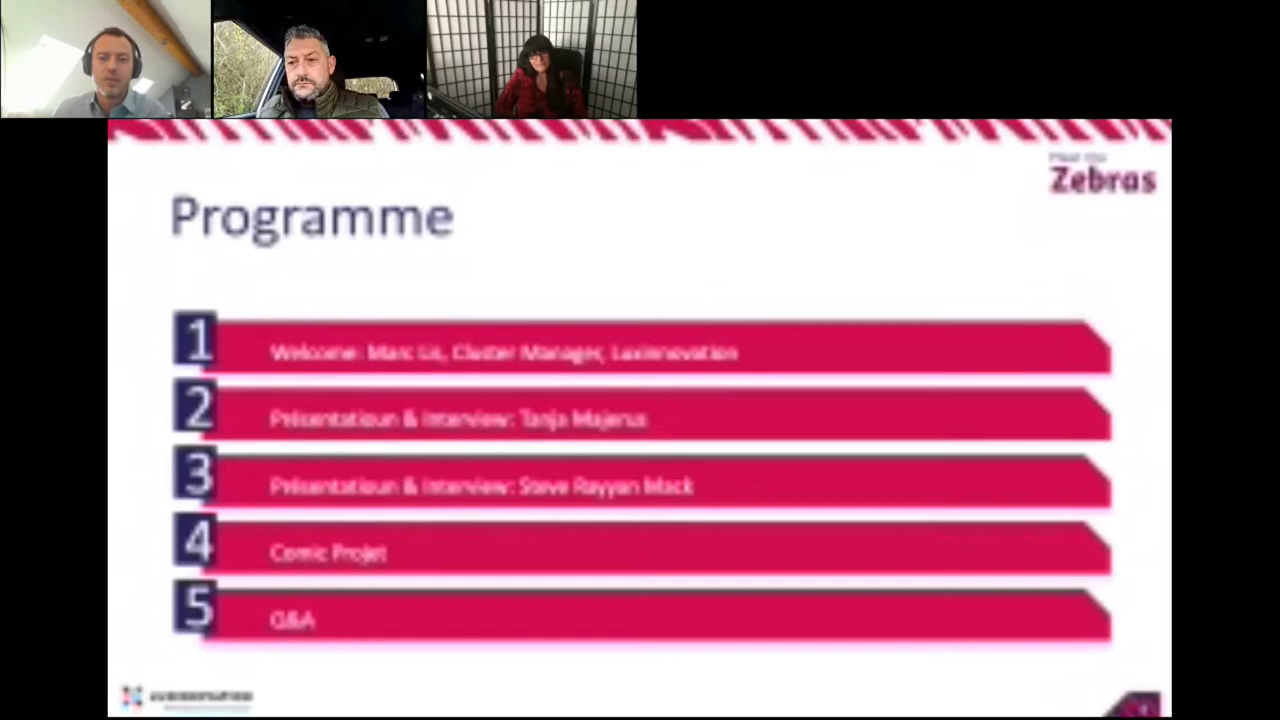 Meet the
Zebras
Programme
1
Welcome: Marc Lis, Cluster Manager, Luxinnovation
2
Présentatioun & Interview: Tanja Majerus
3
Présentatioun & Interview: Steve Rayyan Mack
4
Comic Projet
5
Q&A
LUXINNOVATION